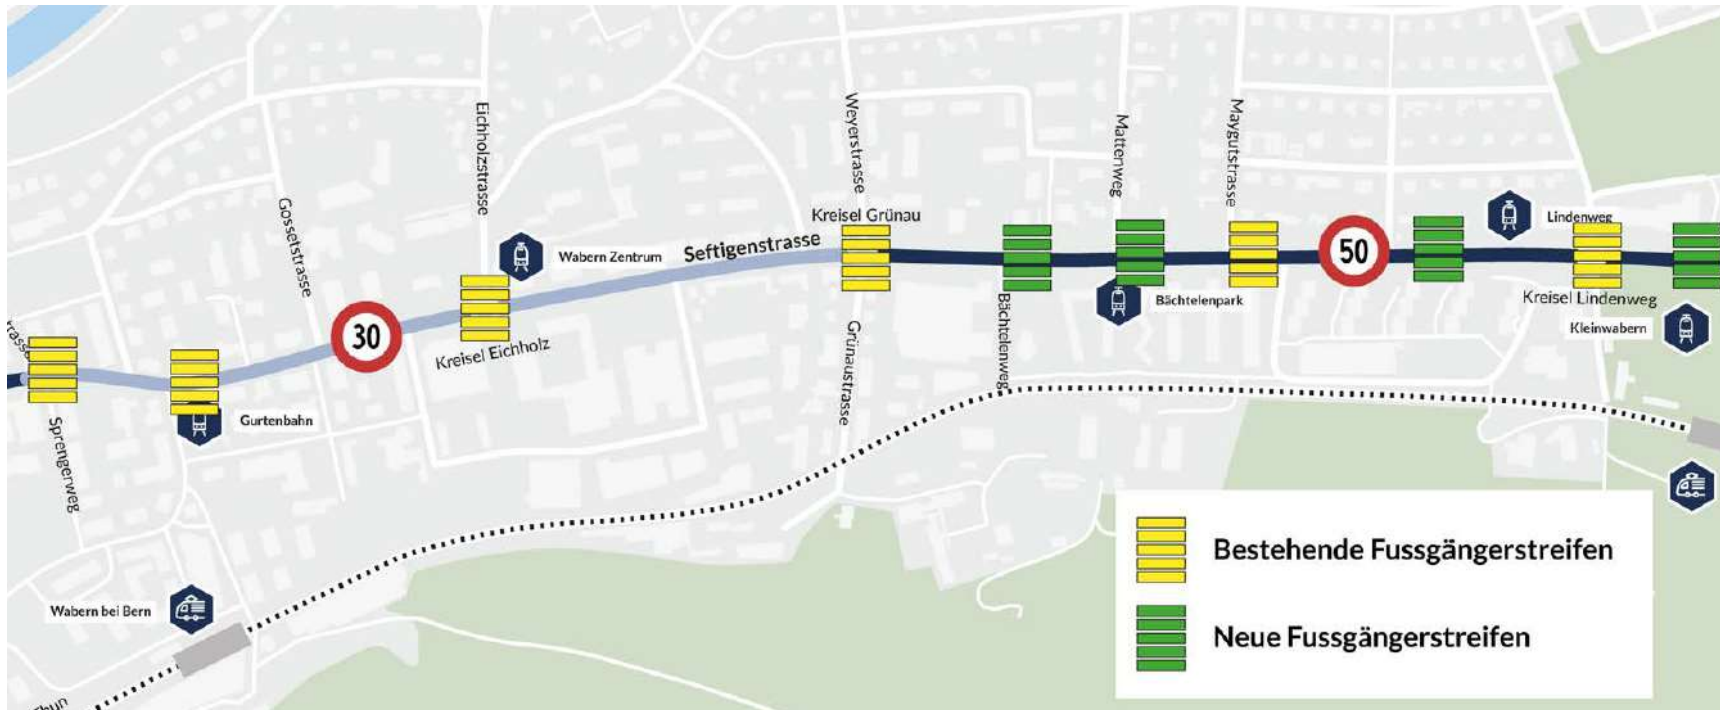 Eichholzstrasse
Weyerstrasse
Mattenweg
Maygutstrasse
Gossetstrasse
Kreisel Grünau
Lindenweg
Seftigenstrasse
Wabern Zentrum
50
30
Bächtelenpark
Kreisel Lindenweg
Kleinwabern
Kreisel Eichholz
Bächtelenweg
Grünaustrasse
Gurtenbahn
Sprengerweg
Bestehende Fussgängerstreifen
Wabern bei Bern
Neue Fussgängerstreifen
Thun